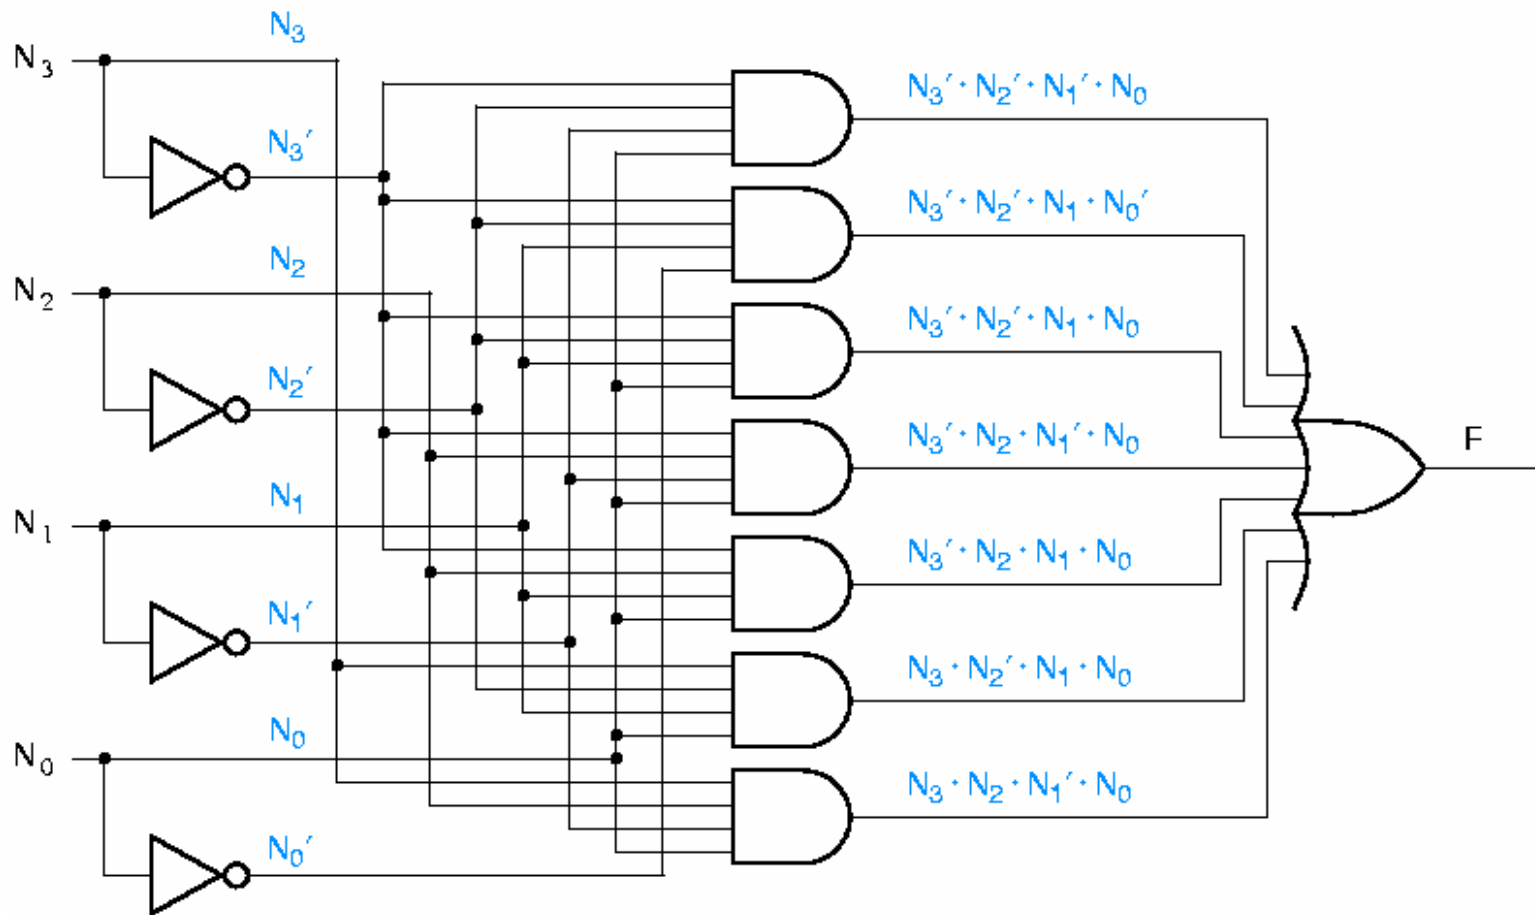 N₃
N₃
N₃′
N₃′ · N₂′ · N₁′ · N₀
N₃′ · N₂′ · N₁ · N₀′
N₂
N₂
N₃′ · N₂′ · N₁ · N₀
N₂′
N₃′ · N₂ · N₁′ · N₀
F
N₁
N₁
N₃′ · N₂ · N₁ · N₀
N₁′
N₃ · N₂′ · N₁ · N₀
N₀
N₀
N₃ · N₂ · N₁′ · N₀
N₀′